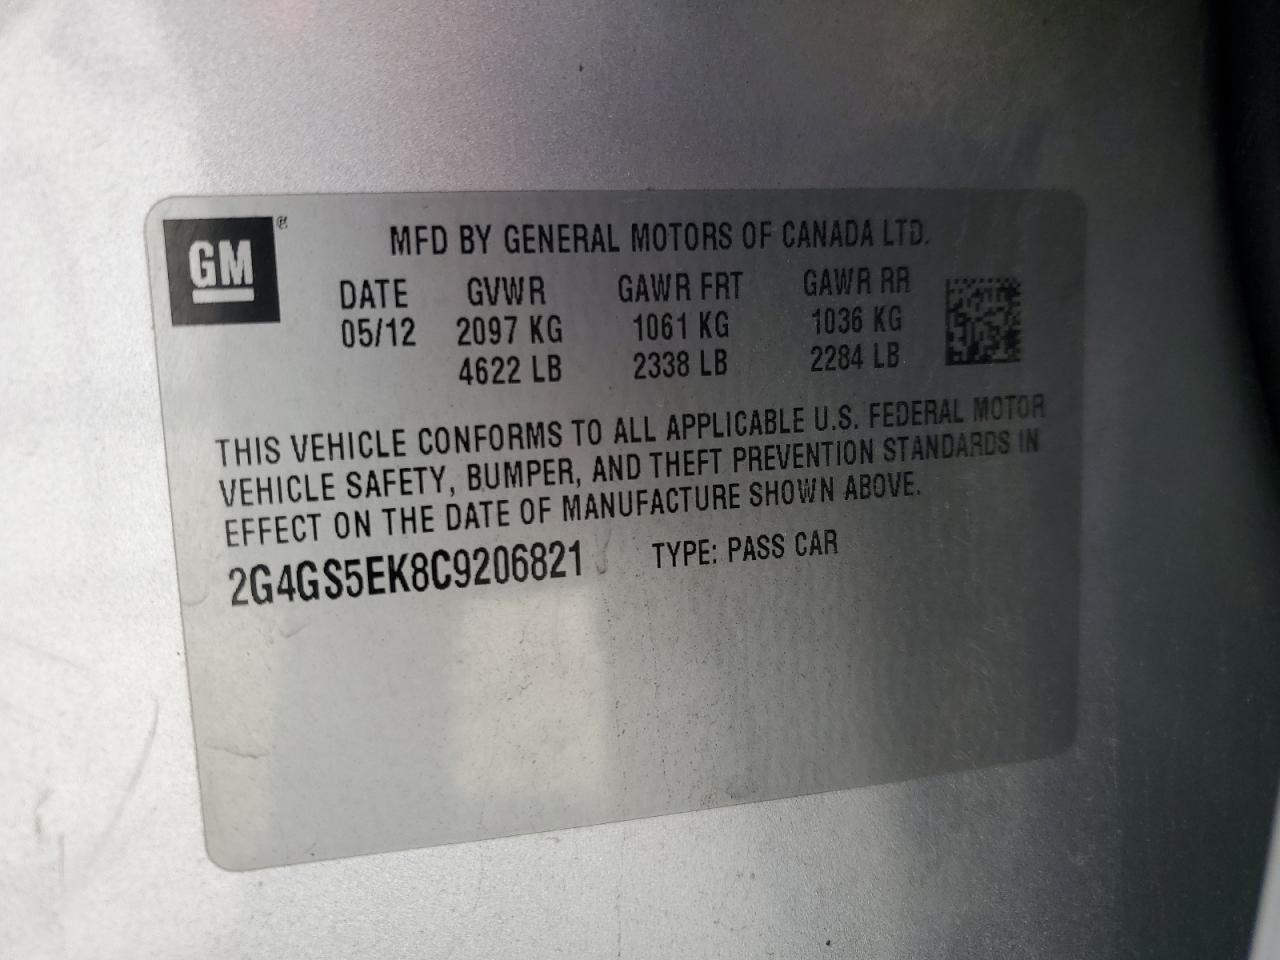 GM®
MFD BY GENERAL MOTORS OF CANADA LTD.
DATE GVWR GAWR FRT GAWR RR
05/12 2097 KG 1061 KG 1036 KG
4622 LB 2338 LB 2284 LB
THIS VEHICLE CONFORMS TO ALL APPLICABLE U.S. FEDERAL MOTOR
VEHICLE SAFETY, BUMPER, AND THEFT PREVENTION STANDARDS IN
EFFECT ON THE DATE OF MANUFACTURE SHOWN ABOVE.
2G4GS5EK8C9206821 TYPE: PASS CAR